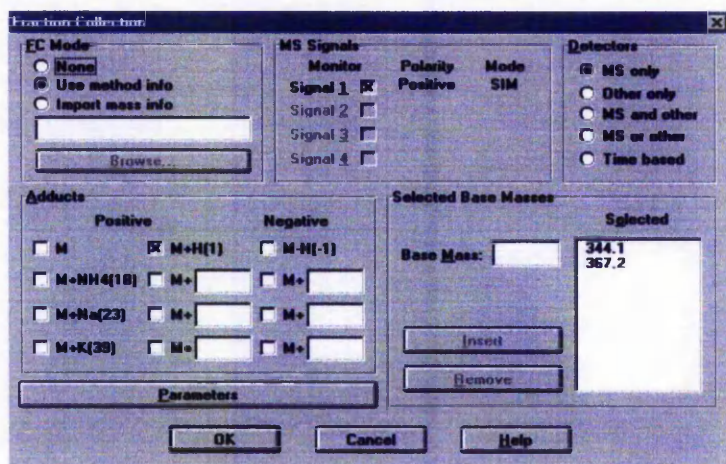 Fraction Collection
FC Mode
None
Use method info
Import mass info
Browse...
MS Signals
Monitor Polarity Mode
Signal 1 Positive SIM
Signal 2
Signal 3
Signal 4
Detectors
MS only
Other only
MS and other
MS or other
Time based
Adducts
Positive Negative
M M+H(1) M-H(-1)
M+NH4(18) M+ M+
M+Na(23) M+ M+
M+K(39) M+ M+
Parameters
Selected Base Masses
Selected
Base Mass:
344.1
367.2
Insert
Remove
OK Cancel Help